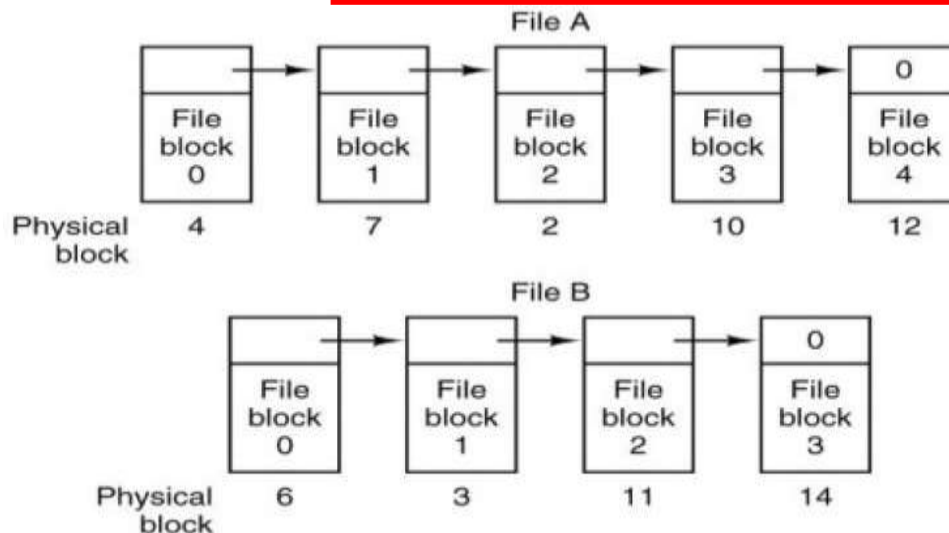 File A
0
File File File File File
block block block block block
0 1 2 3 4
Physical 4 7 2 10 12
block
File B
0
File File File File
block block block block
0 1 2 3
Physical 6 3 11 14
block